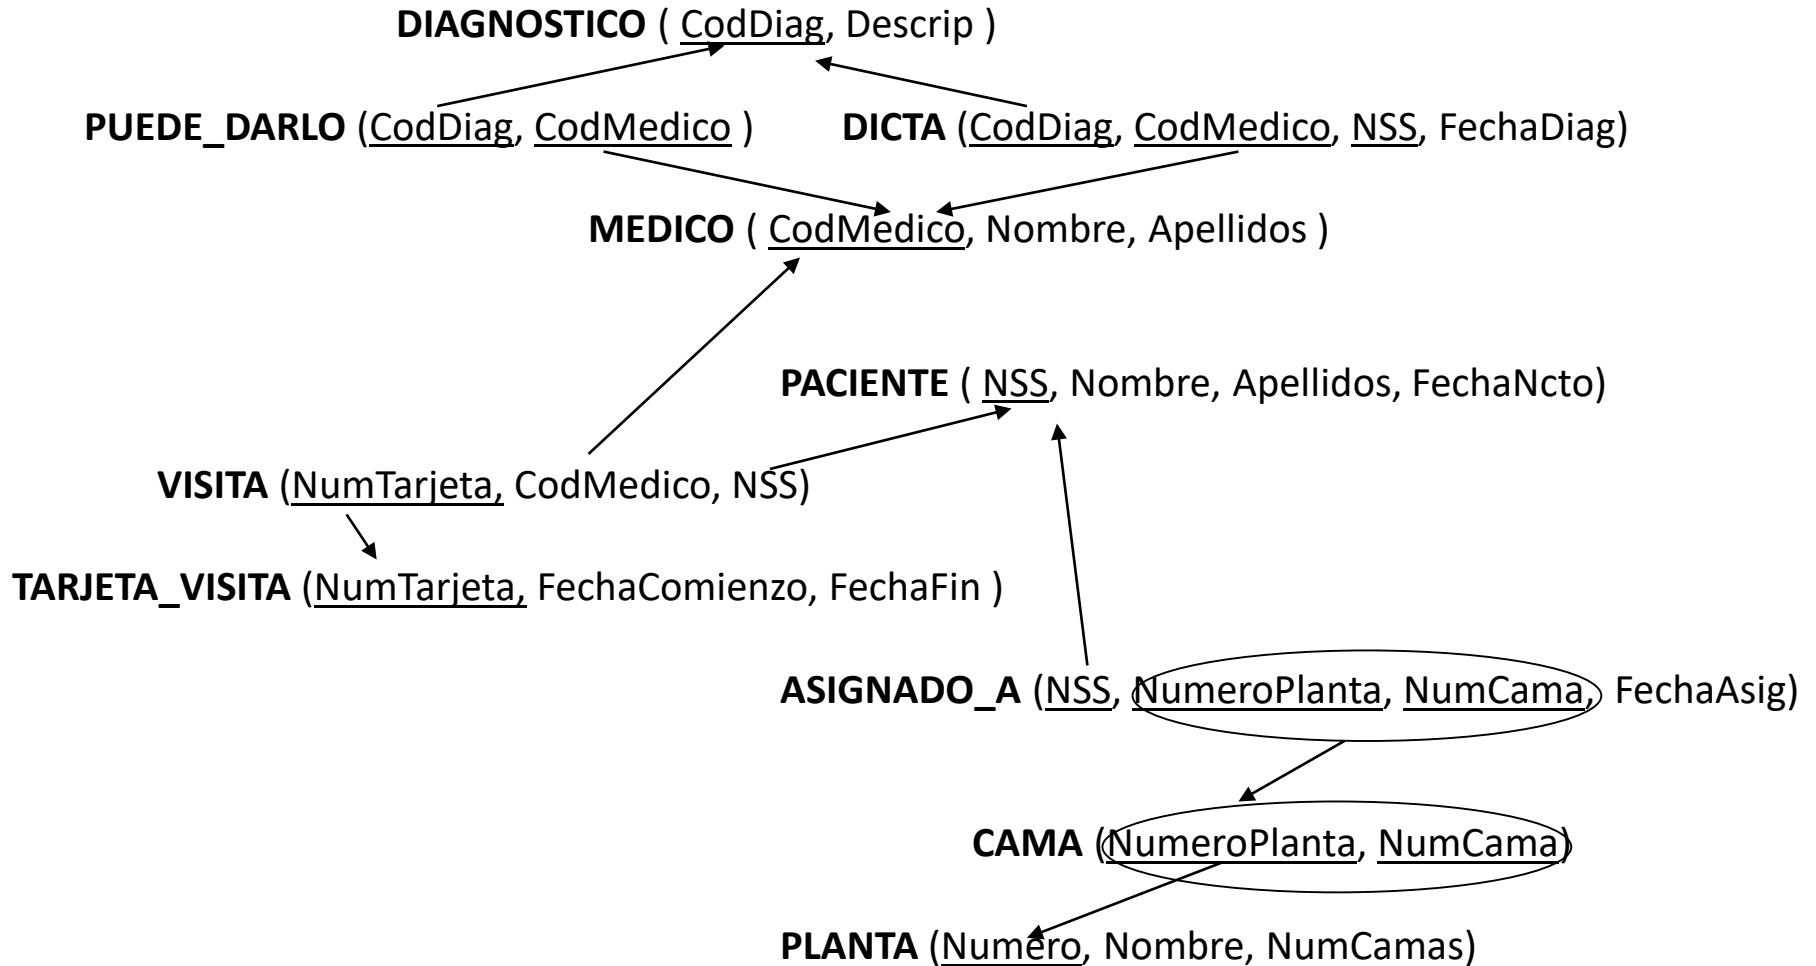 DIAGNOSTICO ( CodDiag, Descrip )
PUEDE_DARLO (CodDiag, CodMedico )
DICTA (CodDiag, CodMedico, NSS, FechaDiag)
MEDICO ( CodMedico, Nombre, Apellidos )
PACIENTE ( NSS, Nombre, Apellidos, FechaNcto)
VISITA (NumTarjeta, CodMedico, NSS)
TARJETA_VISITA (NumTarjeta, FechaComienzo, FechaFin )
ASIGNADO_A (NSS, NumeroPlanta, NumCama, FechaAsig)
CAMA (NumeroPlanta, NumCama)
PLANTA (Numero, Nombre, NumCamas)